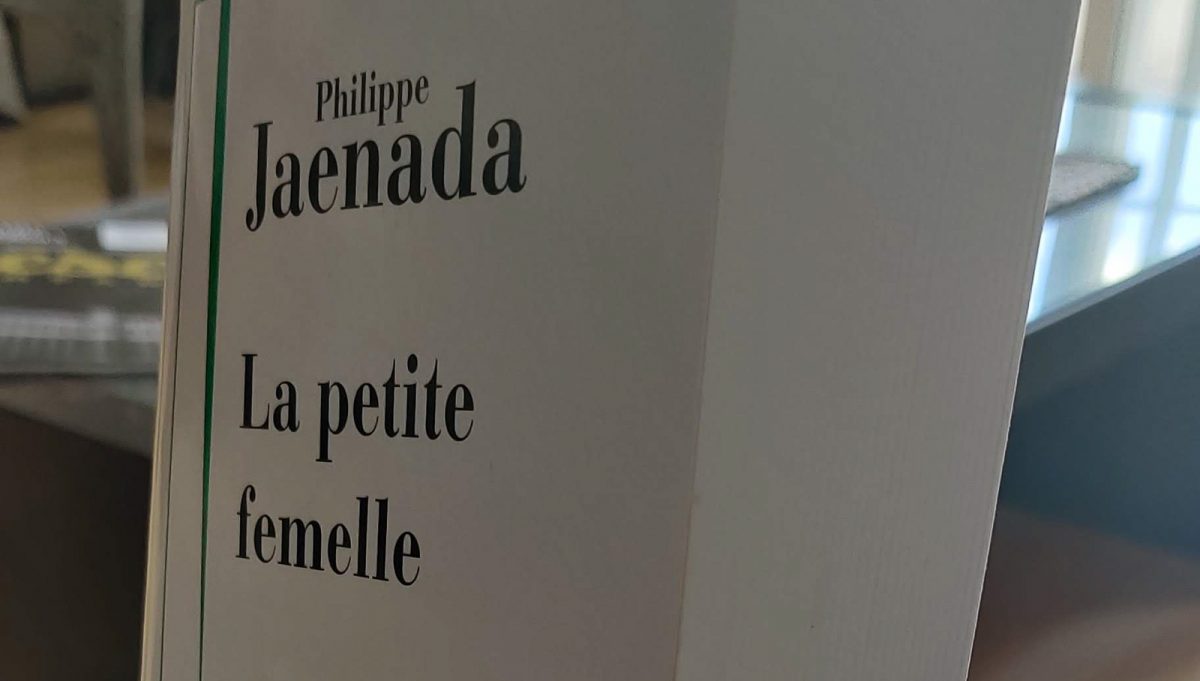 Philippe
Jaenada
La petite
femelle